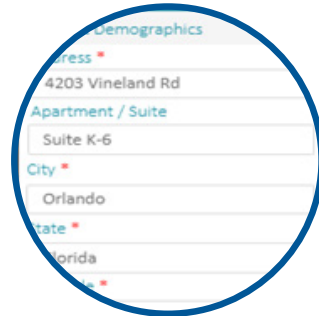 Demographics
ress *
4203 Vineland Rd
Apartment / Suite
Suite K-6
City *
Orlando
tate *
lorida
*